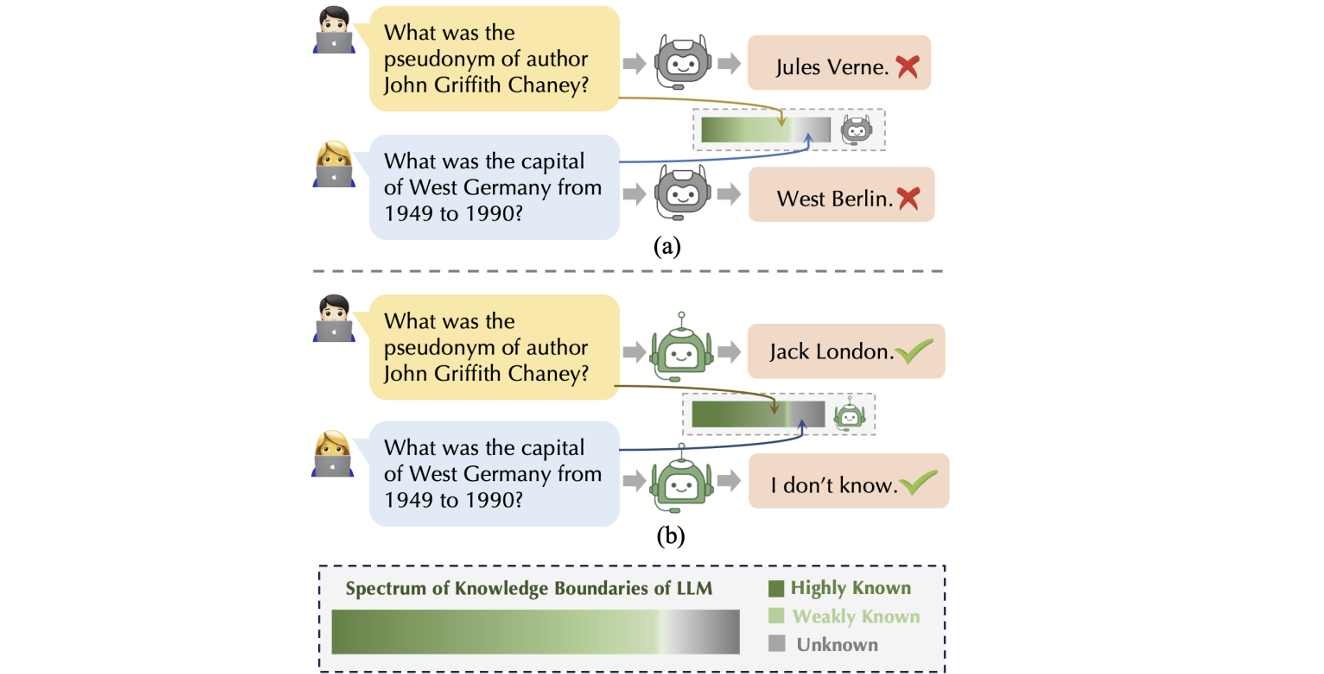 What was the
pseudonym of author
John Griffith Chaney?
Jules Verne.
What was the capital
of West Germany from
1949 to 1990?
West Berlin.
(a)
What was the
pseudonym of author
John Griffith Chaney?
Jack London.
What was the capital
of West Germany from
1949 to 1990?
I don't know.
(b)
Spectrum of Knowledge Boundaries of LLM
Highly Known
Weakly Known
Unknown